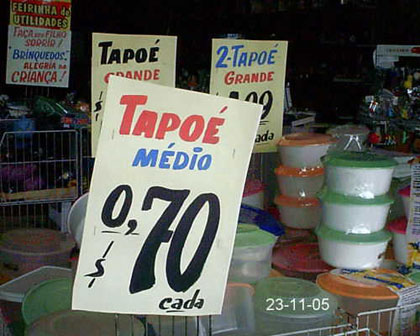 FEIRINHA DE
UTILIDADES
FAÇA SEU FILHO
SORRIR!
BRINQUEDOS,
ALEGRIA DA
CRIANÇA!
TAPOÉ
GRANDE
2-TAPOÉ
GRANDE
TAPOÉ
MÉDIO
$ 0,70
cada
cada
23-11-05